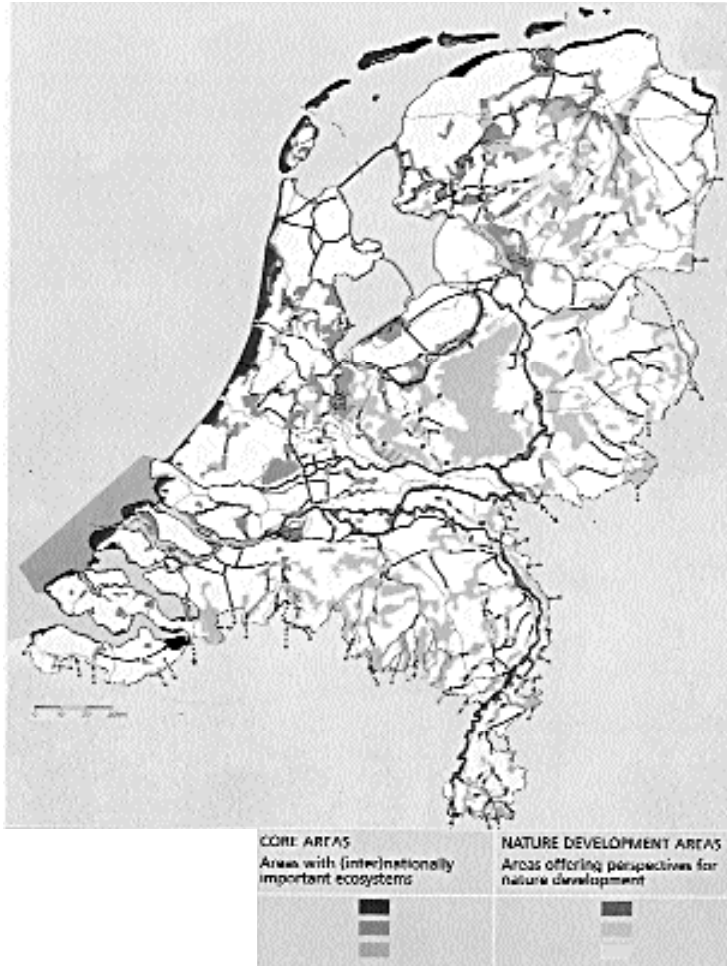 CORE AREAS
Areas with (inter)nationally
important ecosystems
NATURE DEVELOPMENT AREAS
Areas offering perspectives for
nature development